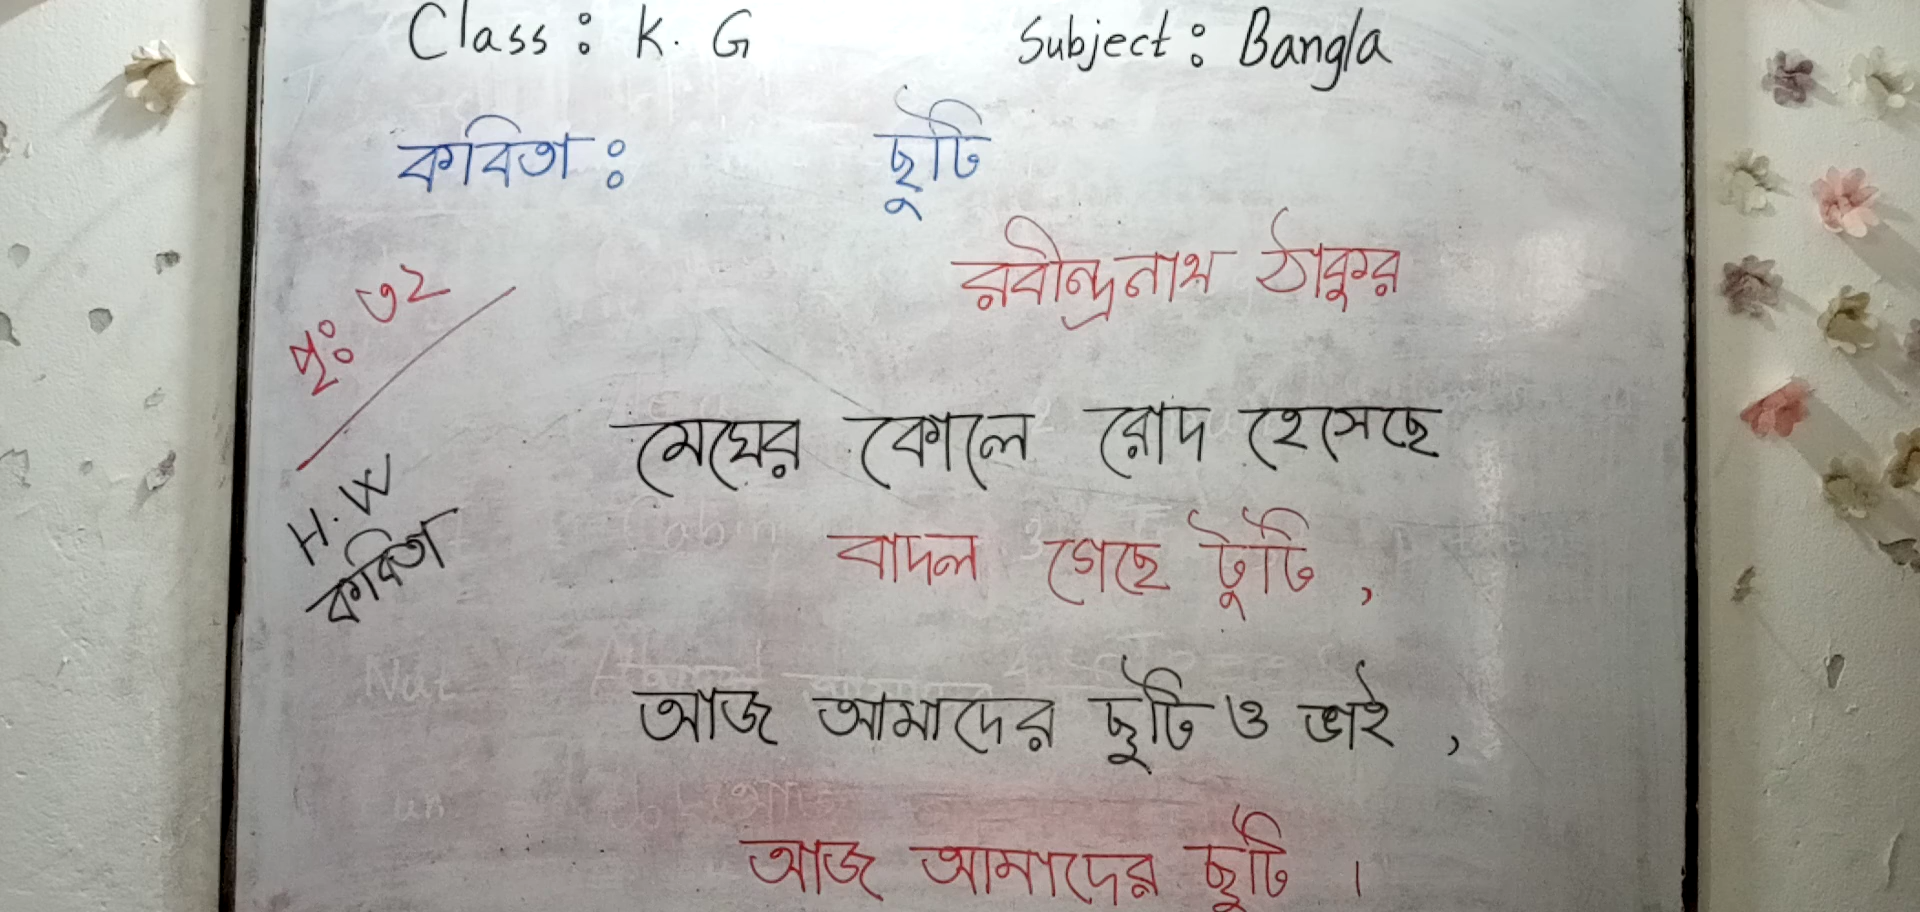 Class : K. G Subject : Bangla
কবিতা : ছুটি
রবীন্দ্রনাথ ঠাকুর
পৃঃ ৩২
মেঘের কোলে রোদ হেসেছে
H.W
কবিতা
বাদল গেছে টুটি,
আজ আমাদের ছুটি ও ভাই,
আজ আমাদের ছুটি ।